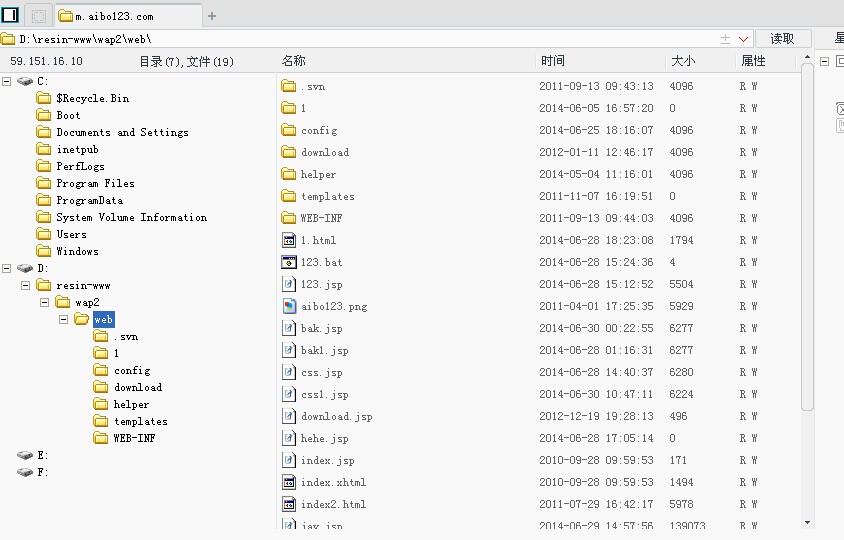 m.aibo123.com
D:\resin-www\wap2\web\ 读取
59.151.16.10 目录(7),文件(19) 名称 时间 大小 属性
C:
$Recycle.Bin
Boot
Documents and Settings
inetpub
PerfLogs
Program Files
ProgramData
System Volume Information
Users
Windows
D:
resin-www
wap2
web
.svn
1
config
download
helper
templates
WEB-INF
E:
F:
.svn 2011-09-13 09:43:13 4096 R W
1 2014-06-05 16:57:20 0 R W
config 2014-06-25 18:16:07 4096 R W
download 2012-01-11 12:46:17 4096 R W
helper 2014-05-04 11:16:01 4096 R W
templates 2011-11-07 16:19:51 0 R W
WEB-INF 2011-09-13 09:44:03 4096 R W
1.html 2014-06-28 18:23:08 1794 R W
123.bat 2014-06-28 15:24:36 4 R W
123.jsp 2014-06-28 15:12:52 5504 R W
aibo123.png 2011-04-01 17:25:35 5929 R W
bak.jsp 2014-06-30 00:22:55 6277 R W
bak1.jsp 2014-06-28 01:16:31 6277 R W
css.jsp 2014-06-28 14:40:37 6280 R W
css1.jsp 2014-06-30 10:47:11 6224 R W
download.jsp 2012-12-19 19:28:13 496 R W
hehe.jsp 2014-06-28 17:05:14 0 R W
index.jsp 2010-09-28 09:59:53 171 R W
index.xhtml 2010-09-28 09:59:53 1494 R W
index2.html 2011-07-29 16:42:17 5978 R W
2014-06-29 14:57:56 139073 R W